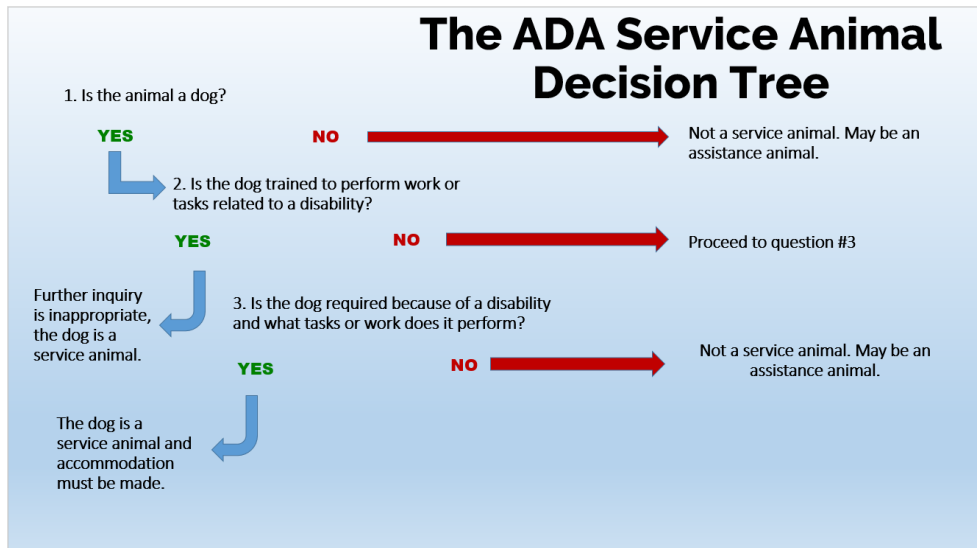 The ADA Service Animal
Decision Tree
1. Is the animal a dog?
YES
NO
Not a service animal. May be an
assistance animal.
2. Is the dog trained to perform work or
tasks related to a disability?
YES
NO
Proceed to question #3
Further inquiry
is inappropriate,
the dog is a
service animal.
3. Is the dog required because of a disability
and what tasks or work does it perform?
YES
NO
Not a service animal. May be an
assistance animal.
The dog is a
service animal and
accommodation
must be made.